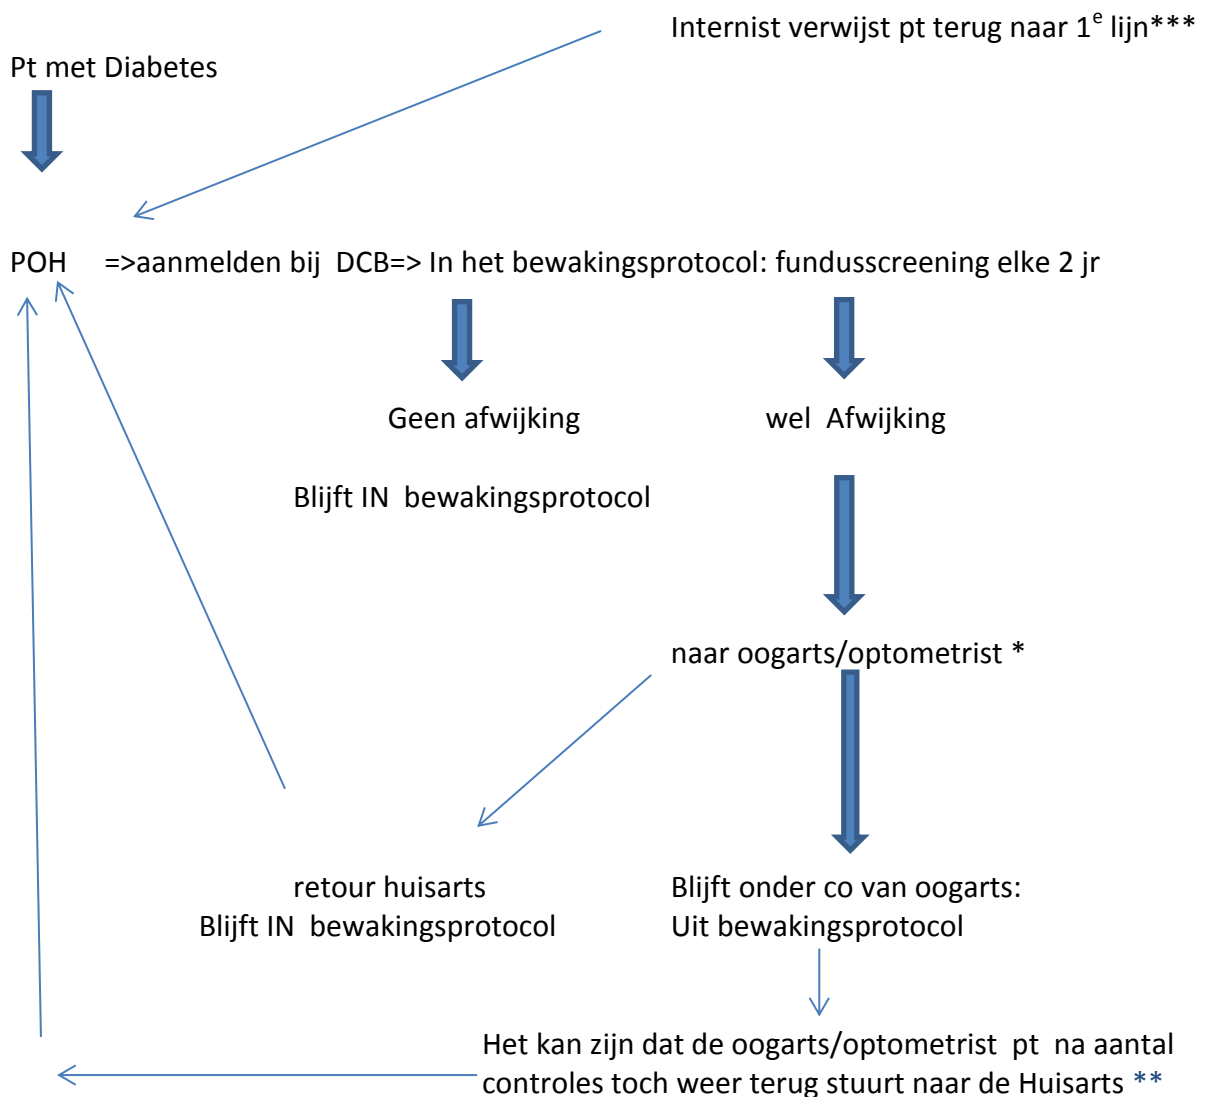 Internist verwijst pt terug naar 1e lijn***
Pt met Diabetes
POH =>aanmelden bij DCB=> In het bewakingsprotocol: fundusscreening elke 2 jr
Geen afwijking wel Afwijking
Blijft IN bewakingsprotocol
naar oogarts/optometrist *
retour huisarts
Blijft IN bewakingsprotocol
Blijft onder co van oogarts:
Uit bewakingsprotocol
Het kan zijn dat de oogarts/optometrist pt na aantal
controles toch weer terug stuurt naar de Huisarts **